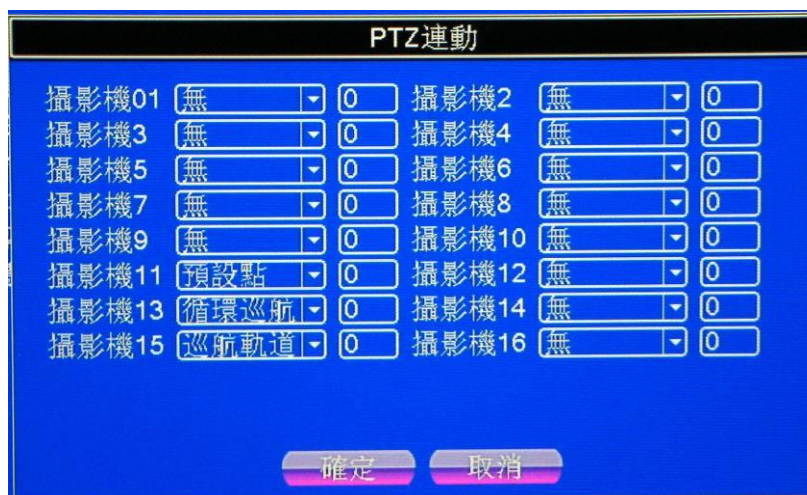 PTZ連動
攝影機01 無 0 攝影機2 無 0
攝影機3 無 0 攝影機4 無 0
攝影機5 無 0 攝影機6 無 0
攝影機7 無 0 攝影機8 無 0
攝影機9 無 0 攝影機10 無 0
攝影機11 預設點 0 攝影機12 無 0
攝影機13 循環巡航 0 攝影機14 無 0
攝影機15 巡航軌道 0 攝影機16 無 0
確定 取消